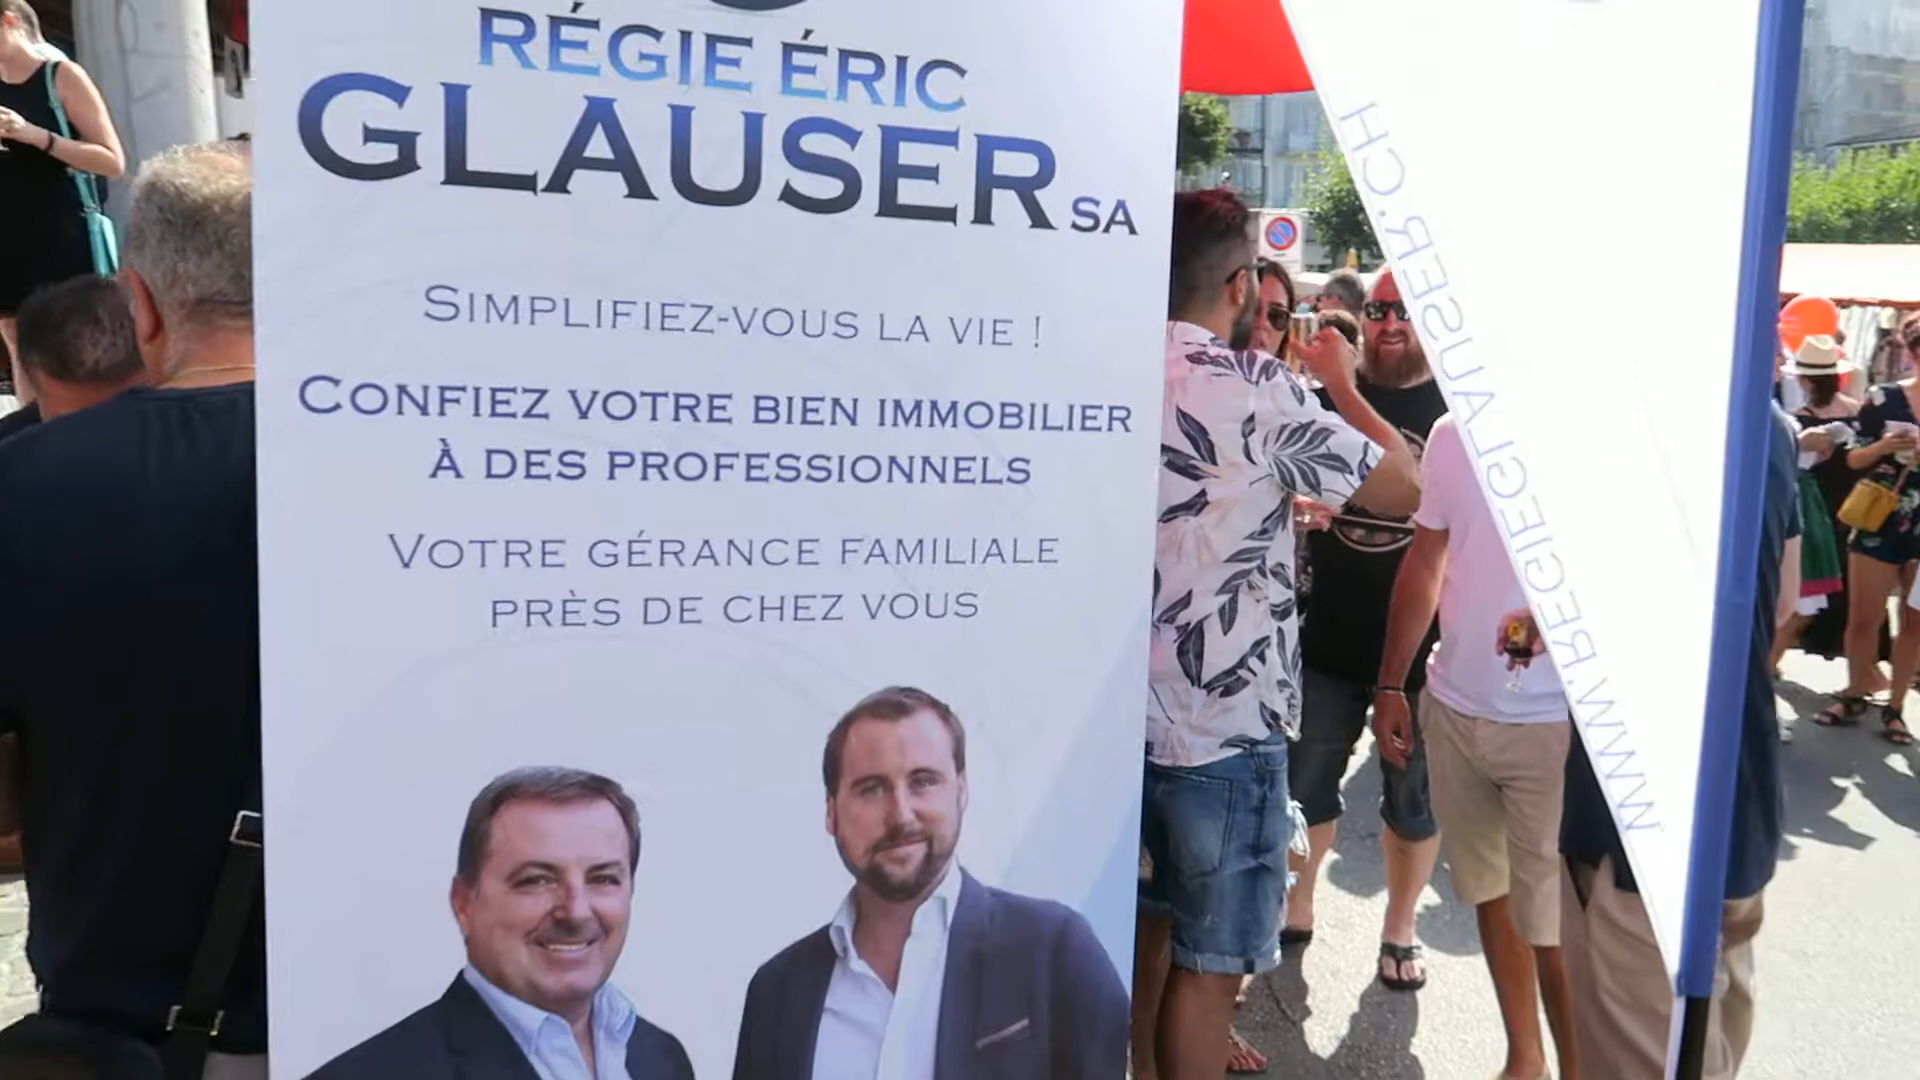 RÉGIE ÉRIC
GLAUSER SA
SIMPLIFIEZ-VOUS LA VIE !
CONFIEZ VOTRE BIEN IMMOBILIER
À DES PROFESSIONNELS
VOTRE GÉRANCE FAMILIALE
PRÈS DE CHEZ VOUS
WWW.REGIEGLAUSER.CH